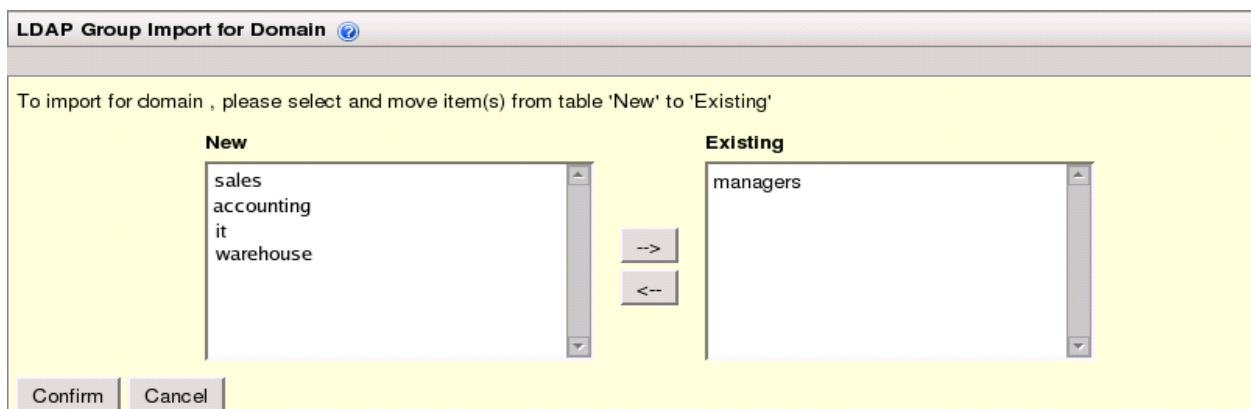 LDAP Group Import for Domain ?
To import for domain , please select and move item(s) from table 'New' to 'Existing'
New
Existing
sales
accounting
it
warehouse
managers
-->
<--
Confirm
Cancel